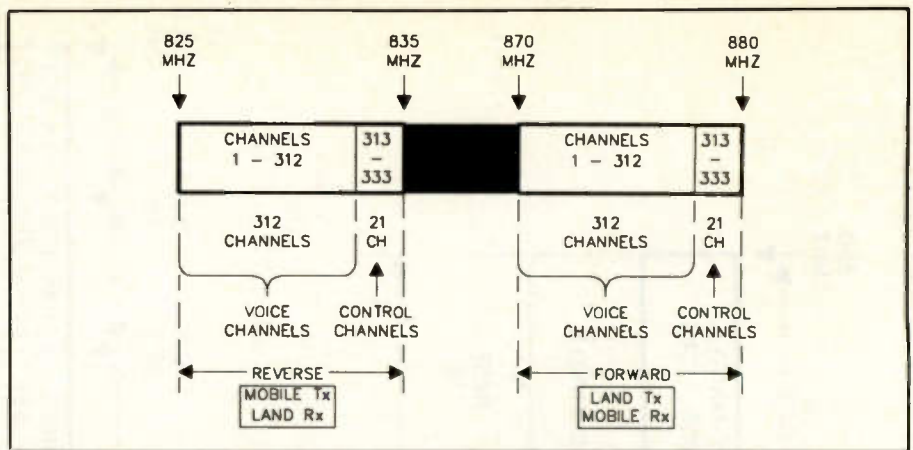 825 MHZ
835 MHZ
870 MHZ
880 MHZ
CHANNELS
1 - 312
313
-
333
CHANNELS
1 - 312
313
-
333
312
CHANNELS
21
CH
312
CHANNELS
21
CH
VOICE
CHANNELS
CONTROL
CHANNELS
VOICE
CHANNELS
CONTROL
CHANNELS
REVERSE
MOBILE Tx
LAND Rx
FORWARD
LAND Tx
MOBILE Rx